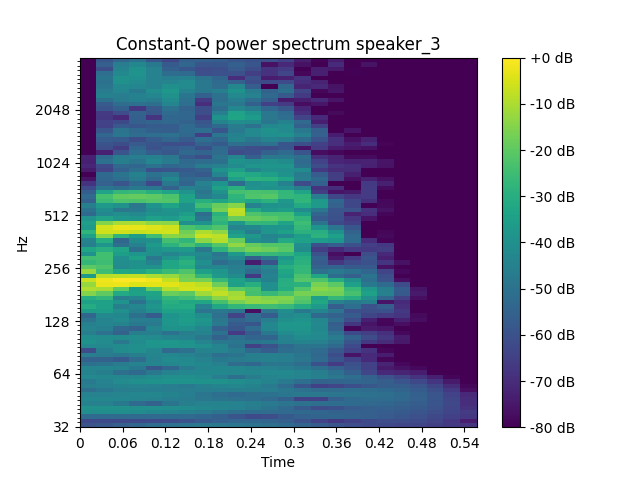 Constant-Q power spectrum speaker_3
Hz
2048
1024
512
256
128
64
32
0 0.06 0.12 0.18 0.24 0.3 0.36 0.42 0.48 0.54
Time
+0 dB
-10 dB
-20 dB
-30 dB
-40 dB
-50 dB
-60 dB
-70 dB
-80 dB